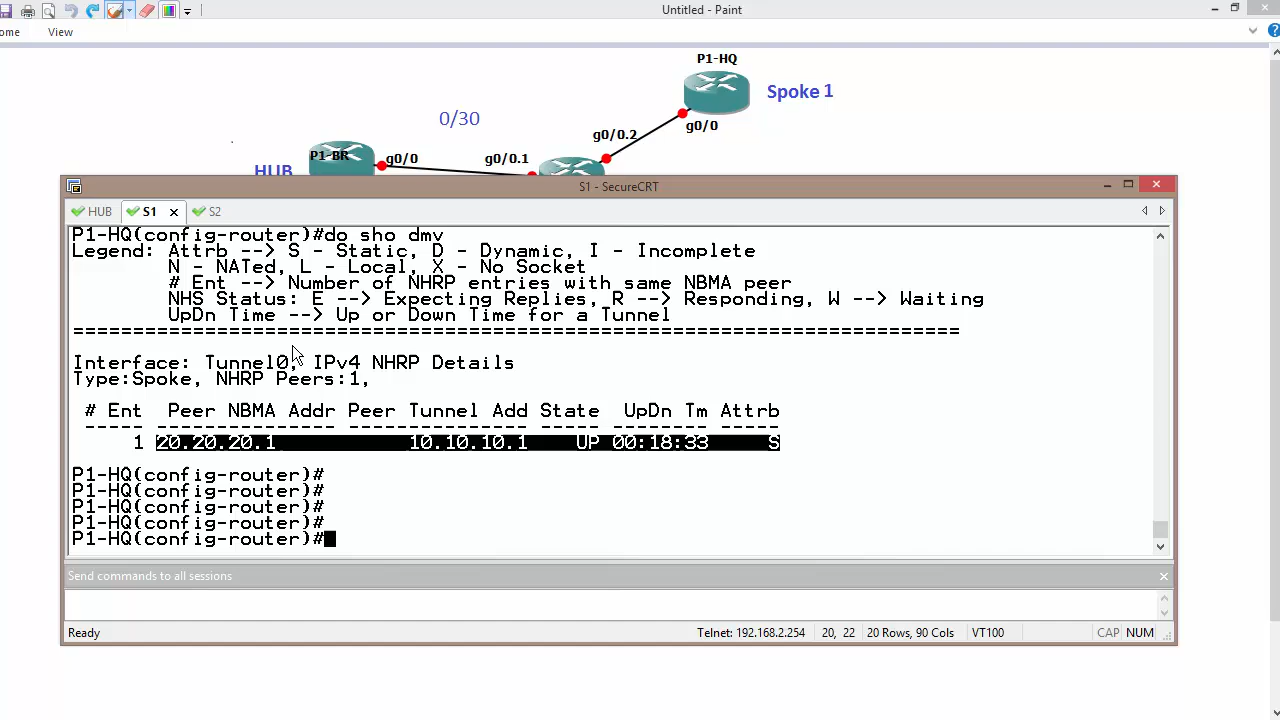 Untitled - Paint
ome View
P1-HQ
Spoke 1
0/30
g0/0
g0/0.2
P1-BR
g0/0
g0/0.1
HUB
S1 - SecureCRT
HUB S1 S2
P1-HQ(config-router)#do sho dmv
Legend: Attrb --> S - Static, D - Dynamic, I - Incomplete
N - NATed, L - Local, X - No Socket
# Ent --> Number of NHRP entries with same NBMA peer
NHS Status: E --> Expecting Replies, R --> Responding, W --> Waiting
UpDn Time --> Up or Down Time for a Tunnel
==========================================================================
Interface: Tunnel0, IPv4 NHRP Details
Type:Spoke, NHRP Peers:1,
# Ent Peer NBMA Addr Peer Tunnel Add State UpDn Tm Attrb
----- --------------- --------------- ----- -------- -----
1 20.20.20.1 10.10.10.1 UP 00:18:33 S
P1-HQ(config-router)#
P1-HQ(config-router)#
P1-HQ(config-router)#
P1-HQ(config-router)#
P1-HQ(config-router)#
Send commands to all sessions
Ready Telnet: 192.168.2.254 20, 22 20 Rows, 90 Cols VT100 CAP NUM